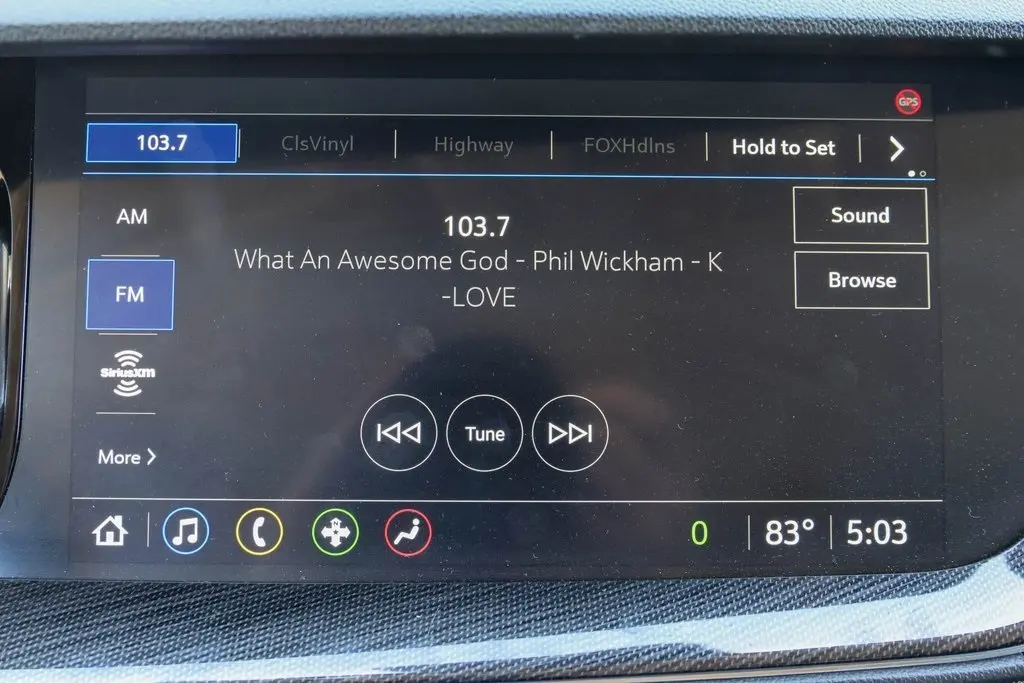 GPS
103.7 ClsVinyl Highway FOXHdlns Hold to Set
AM
103.7
Sound
What An Awesome God - Phil Wickham - K
-LOVE
FM
Browse
SiriusXM
More
Tune
N
0 83° 5:03